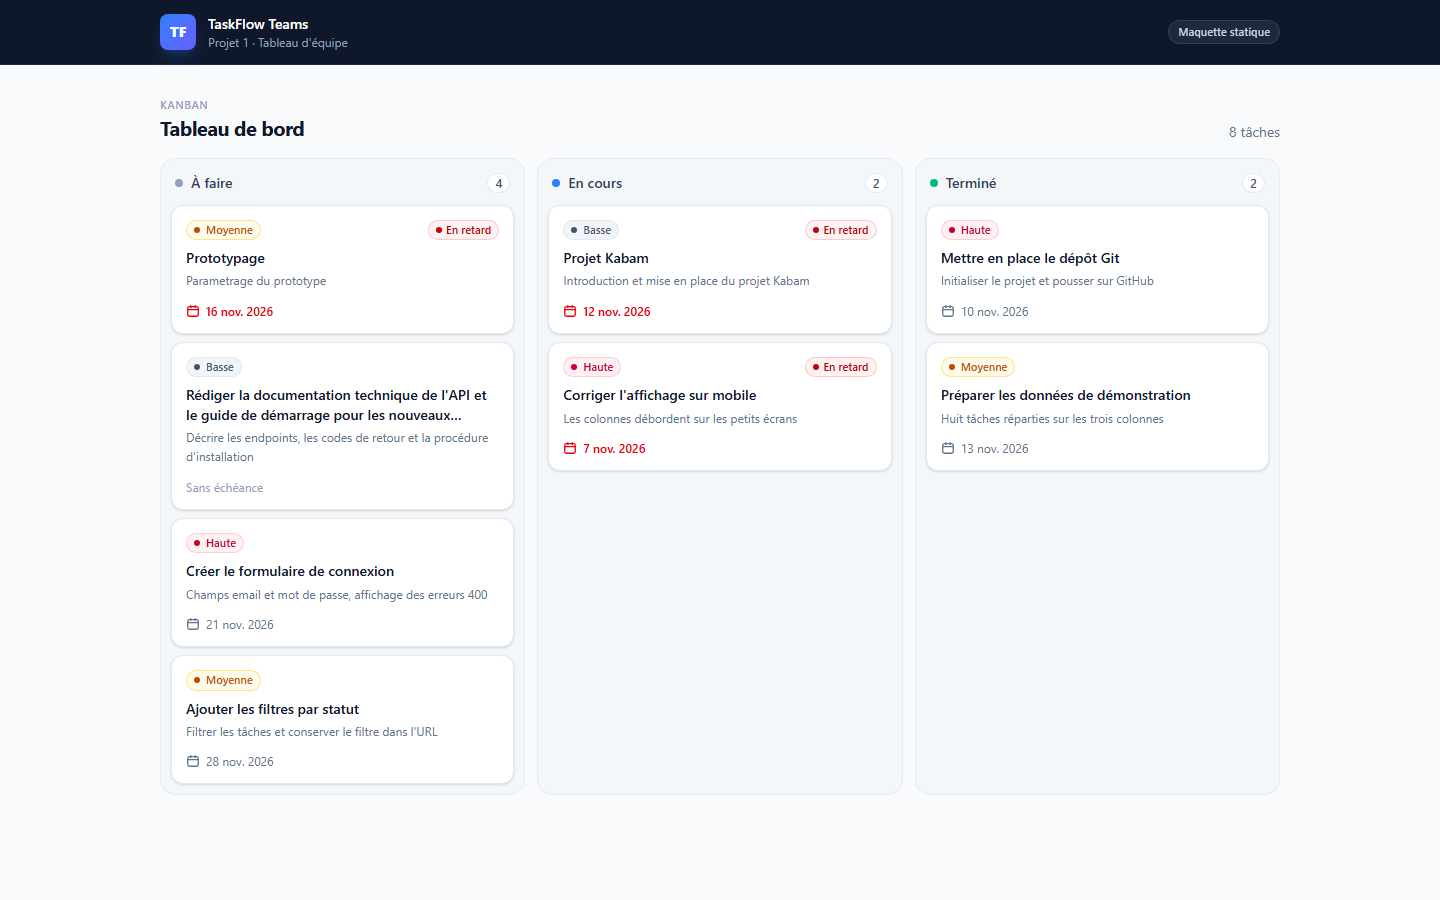 TF
TaskFlow Teams
Projet 1 · Tableau d'équipe
Maquette statique
KANBAN
Tableau de bord
8 tâches
À faire
4
Moyenne
En retard
Prototypage
Parametrage du prototype
16 nov. 2026
Basse
Rédiger la documentation technique de l'API et
le guide de démarrage pour les nouveaux...
Décrire les endpoints, les codes de retour et la procédure
d'installation
Sans échéance
Haute
Créer le formulaire de connexion
Champs email et mot de passe, affichage des erreurs 400
21 nov. 2026
Moyenne
Ajouter les filtres par statut
Filtrer les tâches et conserver le filtre dans l'URL
28 nov. 2026
En cours
2
Basse
En retard
Projet Kabam
Introduction et mise en place du projet Kabam
12 nov. 2026
Haute
En retard
Corriger l'affichage sur mobile
Les colonnes débordent sur les petits écrans
7 nov. 2026
Terminé
2
Haute
Mettre en place le dépôt Git
Initialiser le projet et pousser sur GitHub
10 nov. 2026
Moyenne
Préparer les données de démonstration
Huit tâches réparties sur les trois colonnes
13 nov. 2026